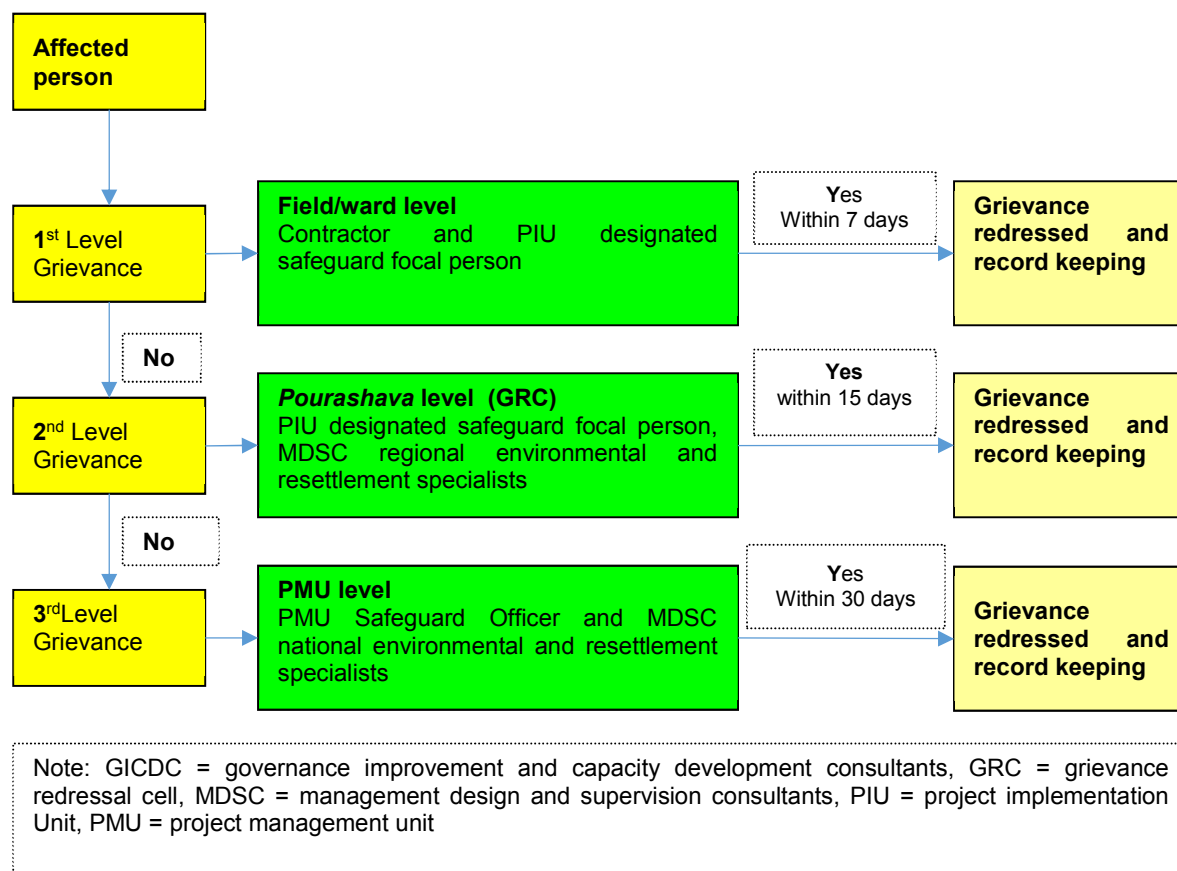 Affected
person
1st Level
Grievance
Field/ward level
Contractor and PIU designated
safeguard focal person
Yes
Within 7 days
Grievance
redressed and
record keeping
No
2nd Level
Grievance
Pourashava level (GRC)
PIU designated safeguard focal person,
MDSC regional environmental and
resettlement specialists
Yes
within 15 days
Grievance
redressed and
record keeping
No
3rdLevel
Grievance
PMU level
PMU Safeguard Officer and MDSC
national environmental and resettlement
specialists
Yes
Within 30 days
Grievance
redressed and
record keeping
Note: GICDC = governance improvement and capacity development consultants, GRC = grievance
redressal cell, MDSC = management design and supervision consultants, PIU = project implementation
Unit, PMU = project management unit